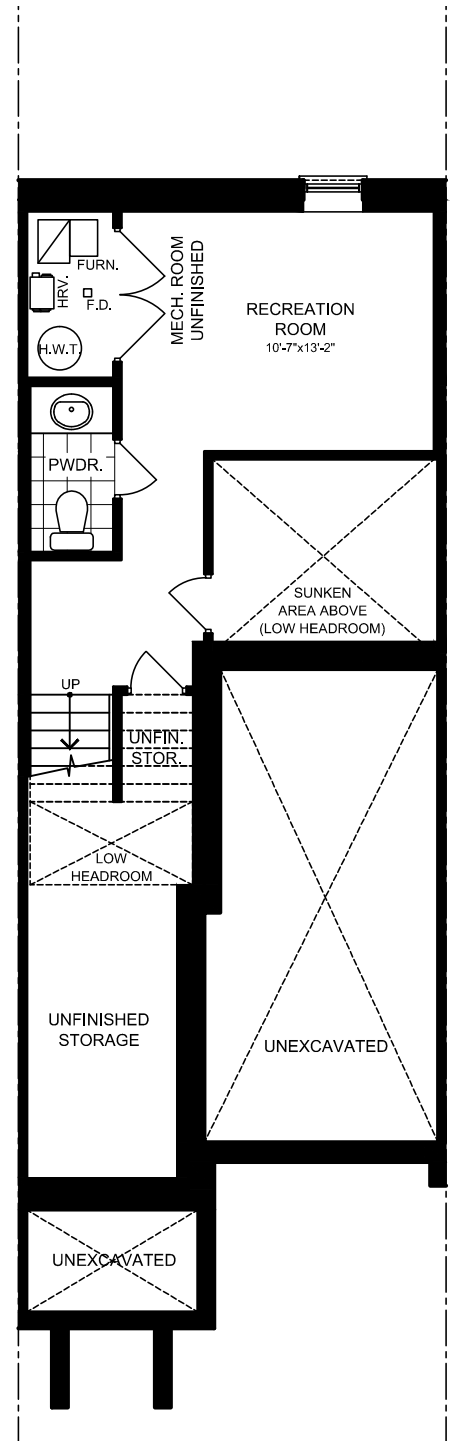 FURN.
HRV.
F.D.
H.W.T.
MECH. ROOM
UNFINISHED
RECREATION
ROOM
10'-7"x13'-2"
PWDR.
SUNKEN
AREA ABOVE
(LOW HEADROOM)
UP
UNFIN.
STOR.
LOW
HEADROOM
UNFINISHED
STORAGE
UNEXCAVATED
UNEXCAVATED